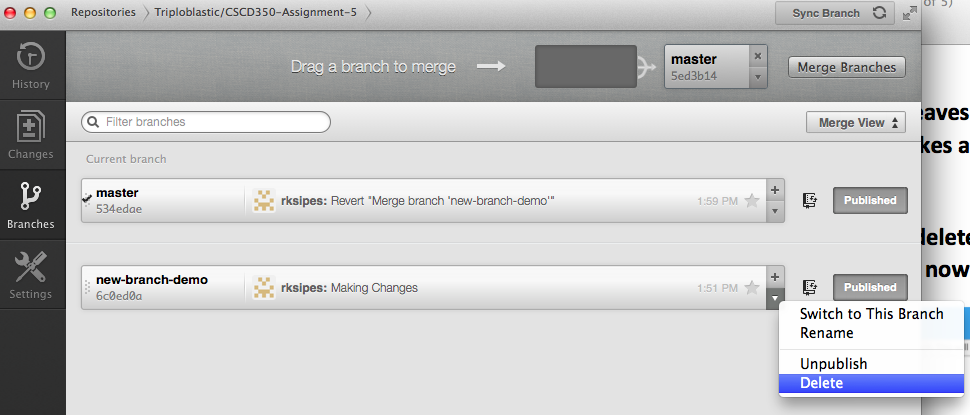 Repositories Triploblastic/CSCD350-Assignment-5 Sync Branch
of 5)
History
Changes
Branches
Settings
Drag a branch to merge
master
5ed3b14
Merge Branches
Filter branches
Merge View
Current branch
master
534edae
rksipes: Revert "Merge branch 'new-branch-demo'"
1:59 PM
Published
new-branch-demo
6c0ed0a
rksipes: Making Changes
1:51 PM
Published
Switch to This Branch
Rename
Unpublish
Delete
eaves
kes a
delete
now